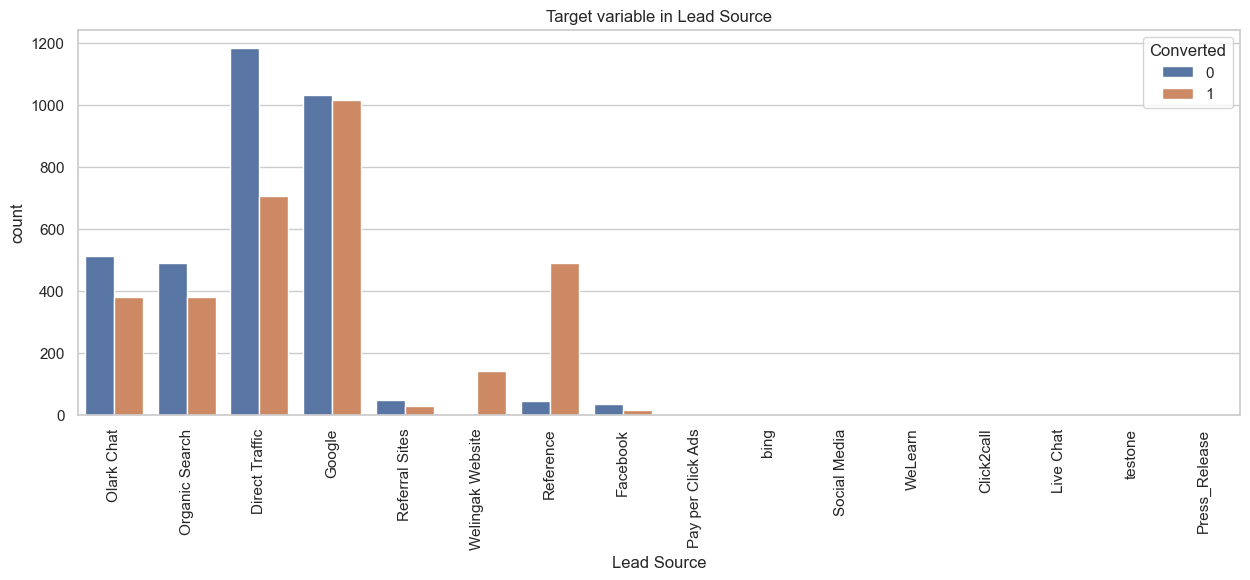 Target variable in Lead Source
Converted
0
1
count
1200
1000
800
600
400
200
0
Olark Chat
Organic Search
Direct Traffic
Google
Referral Sites
Welingak Website
Reference
Facebook
Pay per Click Ads
bing
Social Media
WeLearn
Click2call
Live Chat
testone
Press_Release
Lead Source